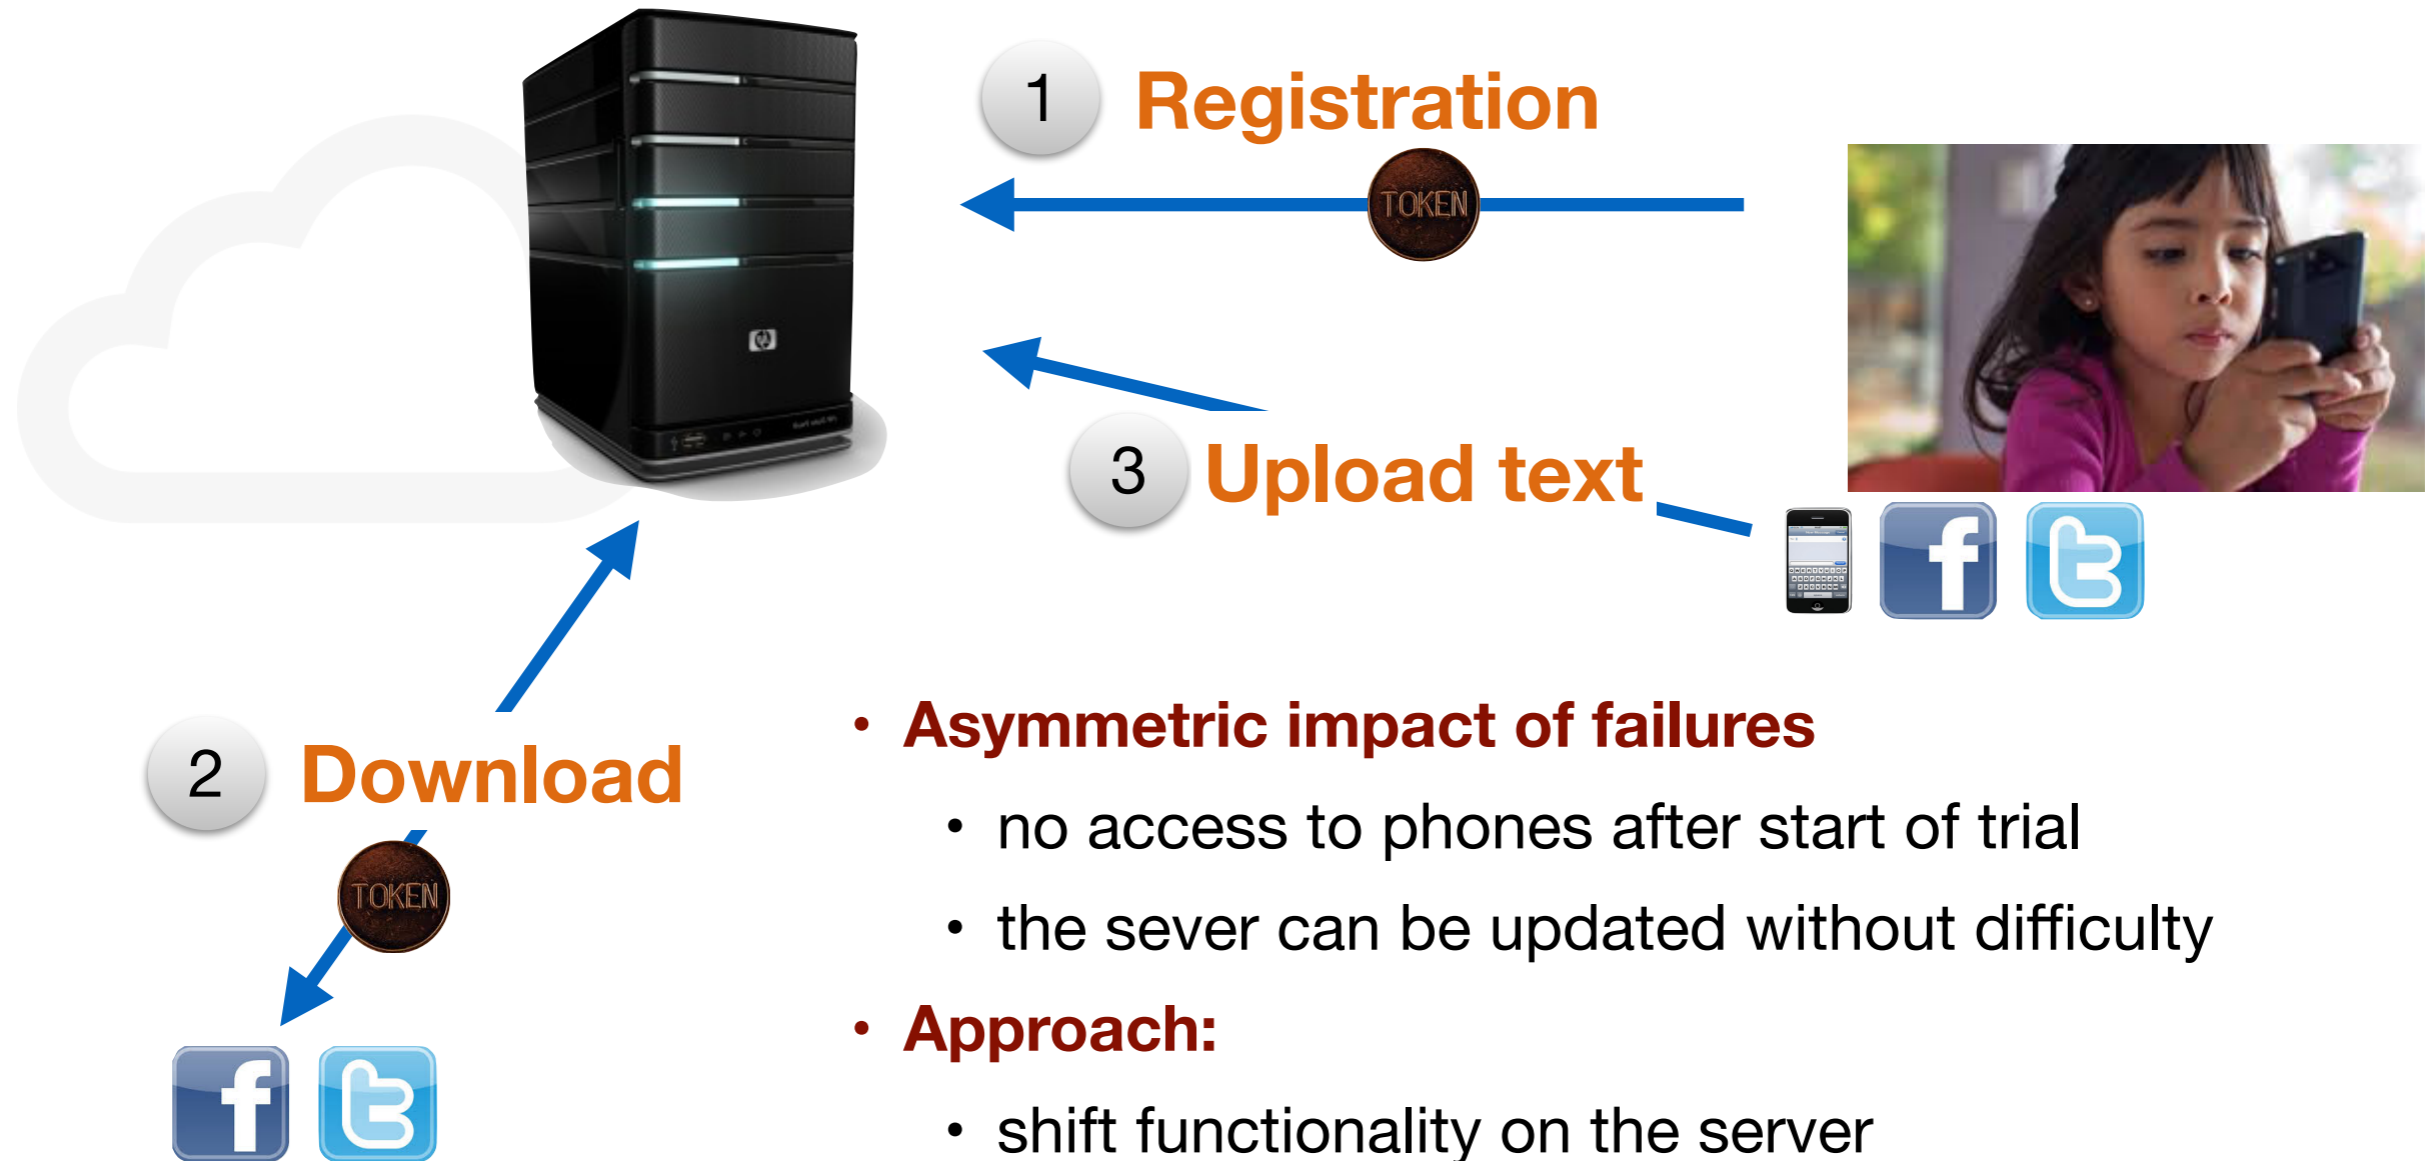 1 Registration
TOKEN
3 Upload text
2 Download
TOKEN
• Asymmetric impact of failures
• no access to phones after start of trial
• the sever can be updated without difficulty
• Approach:
• shift functionality on the server